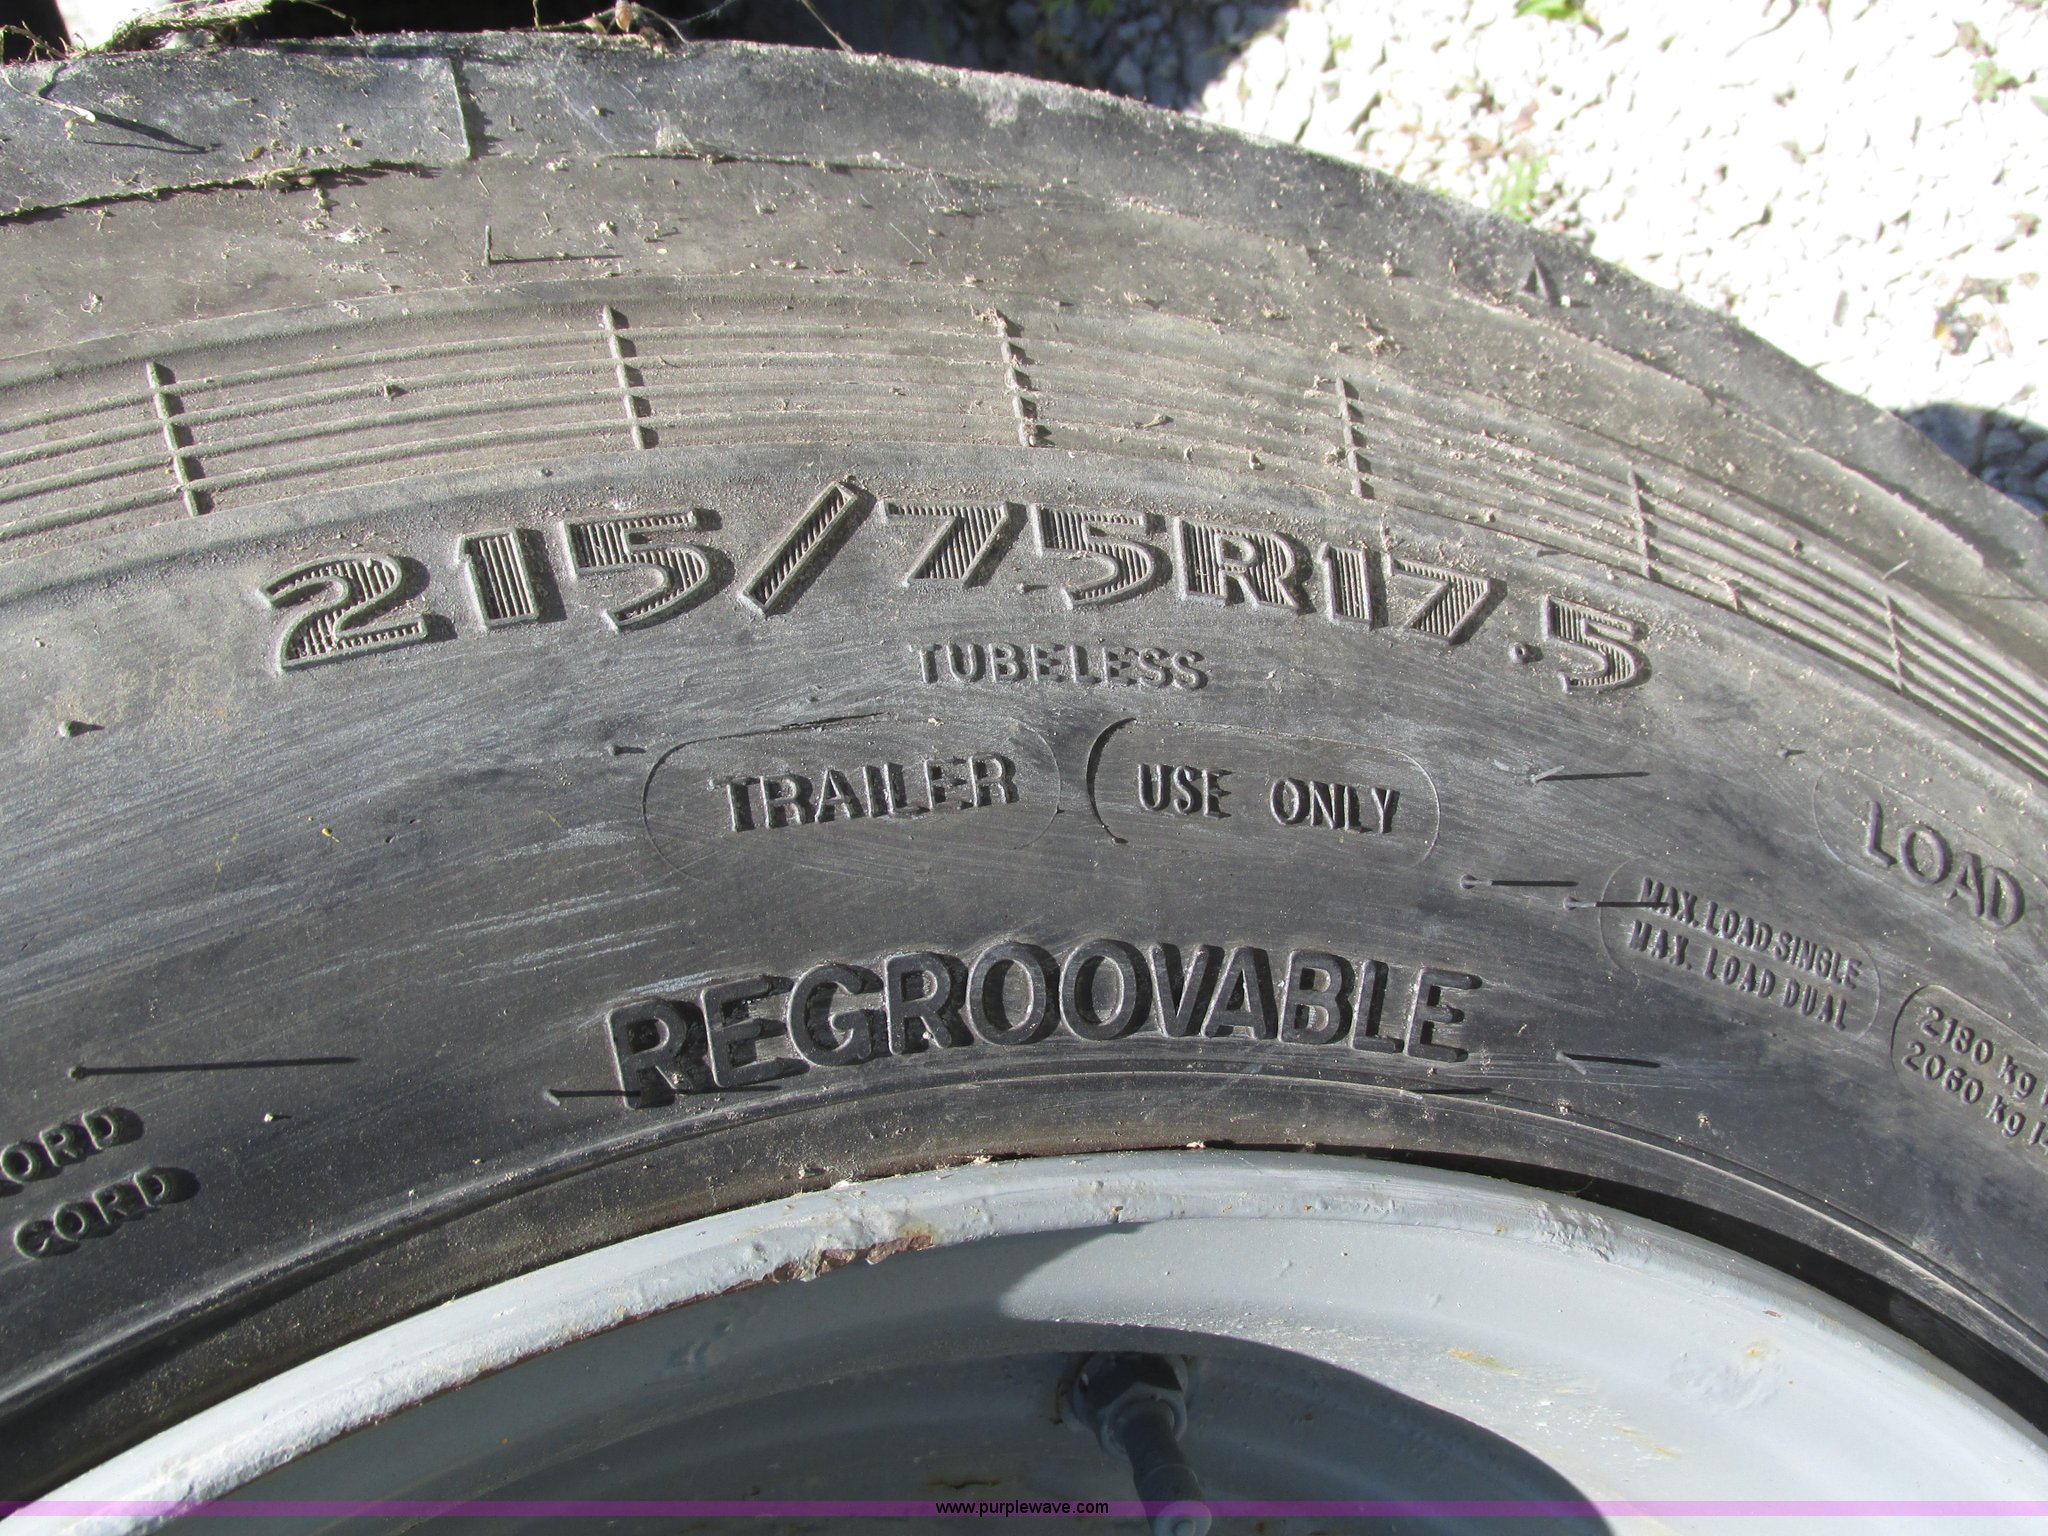 215/75R17.5
TUBELESS
TRAILER USE ONLY
LOAD
MAX. LOAD SINGLE
MAX. LOAD DUAL
2180 kg
2060 kg
REGROOVABLE
CORD
www.purplewave.com